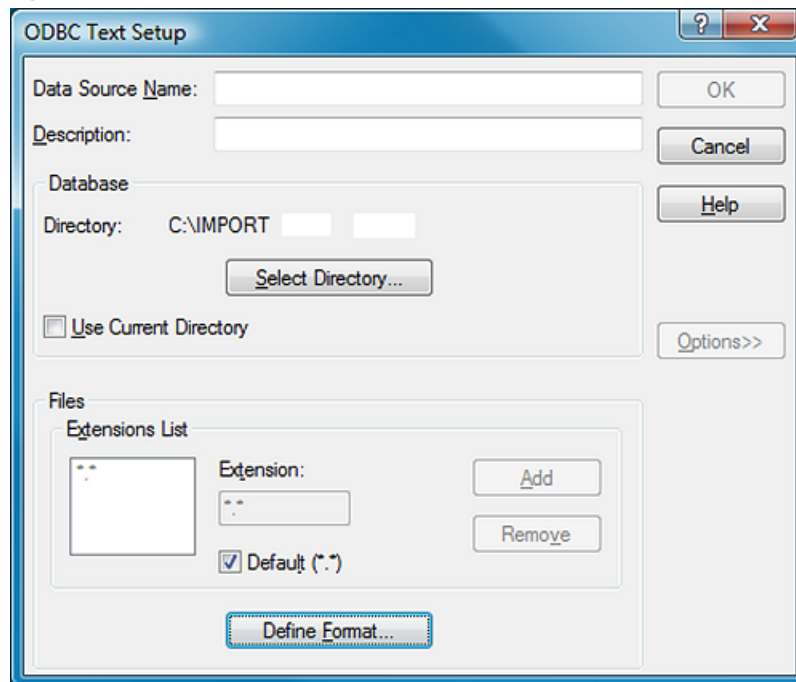 ODBC Text Setup
?
X
Data Source Name:
OK
Description:
Cancel
Database
Help
Directory: C:\IMPORT
Select Directory...
Use Current Directory
Options>>
Files
Extensions List
*.*
Extension:
Add
*.*
Remove
Default (*.*)
Define Format...